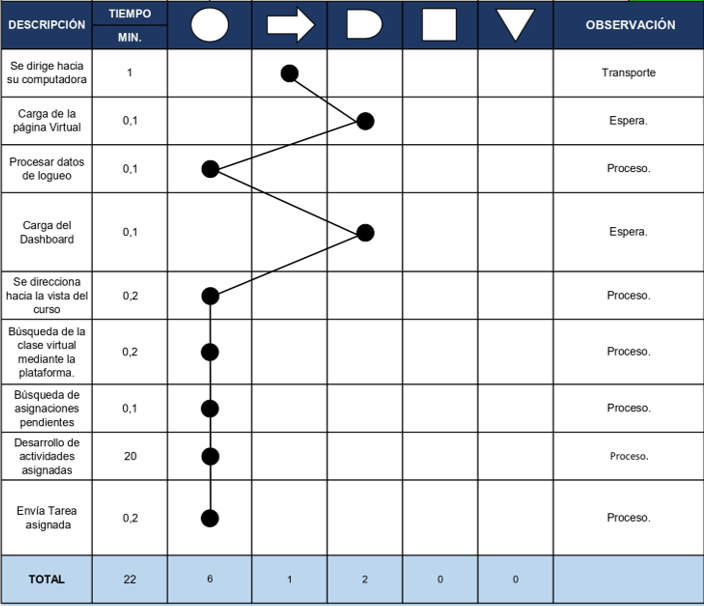 DESCRIPCIÓN
TIEMPO
MIN.
OBSERVACIÓN
Se dirige hacia
su computadora
1
Transporte
Carga de la
página Virtual
0,1
Espera.
Procesar datos
de logueo
0,1
Proceso.
Carga del
Dashboard
0,1
Espera.
Se direcciona
hacia la vista del
curso
0,2
Proceso.
Búsqueda de la
clase virtual
mediante la
plataforma.
0,2
Proceso.
Búsqueda de
asignaciones
pendientes
0,1
Proceso.
Desarrollo de
actividades
asignadas
20
Proceso.
Envía Tarea
asignada
0,2
Proceso.
TOTAL
22
6
1
2
0
0